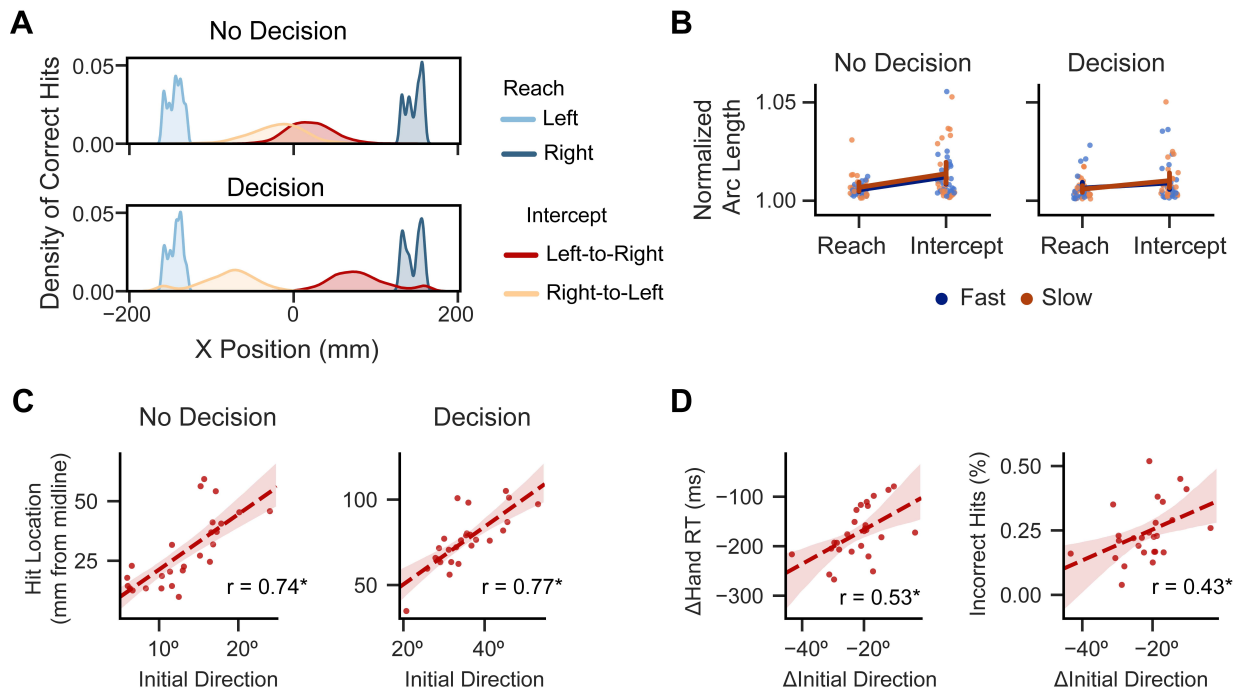 A
No Decision
Density of Correct Hits
0.05
0.00
Decision
0.05
0.00
−200
0
200
X Position (mm)
Reach
Left
Right
Intercept
Left-to-Right
Right-to-Left
B
No Decision
Decision
Normalized
Arc Length
1.05
1.00
Reach
Intercept
Reach
Intercept
Fast
Slow
C
No Decision
Decision
Hit Location
(mm from midline)
50
25
r = 0.74*
10º
20º
Initial Direction
100
50
r = 0.77*
20º
40º
Initial Direction
D
ΔHand RT (ms)
−100
−200
−300
r = 0.53*
−40º
−20º
ΔInitial Direction
Incorrect Hits (%)
0.50
0.25
0.00
r = 0.43*
−40º
−20º
ΔInitial Direction